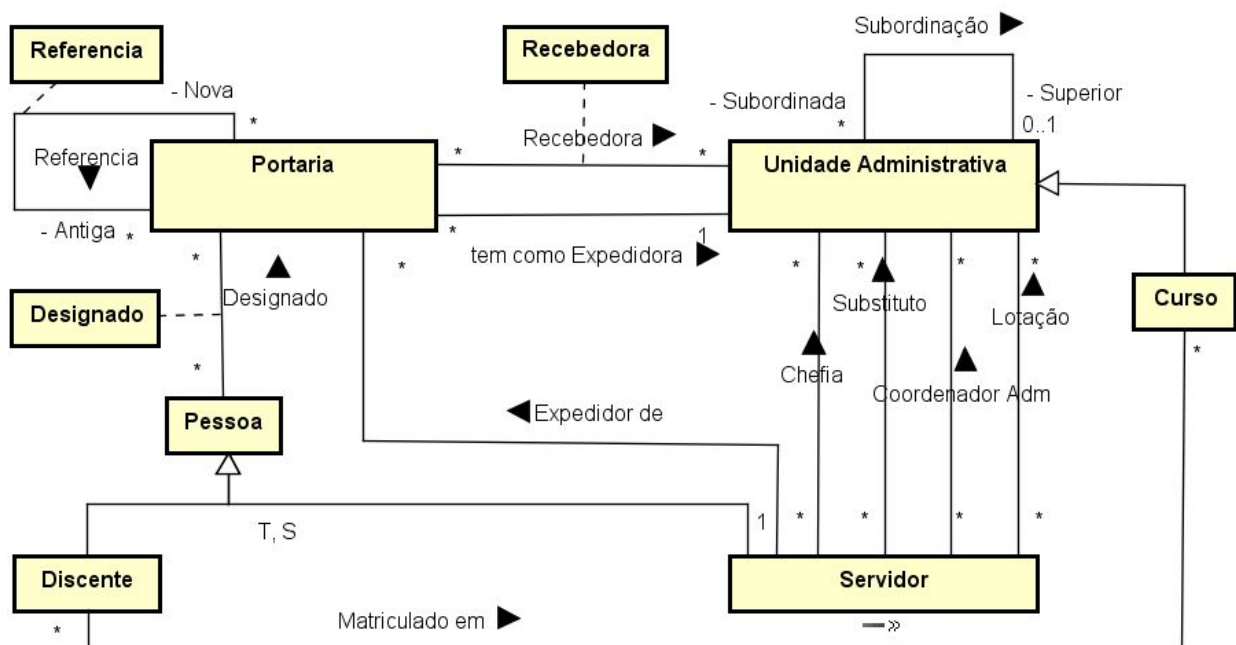 Subordinação
Referencia
Recebedora
- Nova
- Subordinada
- Superior
*
*
0..1
Referencia
Recebedora
*
*
Portaria
Unidade Administrativa
- Antiga
*
*
1
*
*
tem como Expedidora
*
*
*
*
*
Designado
Substituto
Lotação
Curso
Designado
*
Chefia
Coordenador Adm
*
Pessoa
Expedidor de
T, S
1
*
*
*
*
Discente
Servidor
*
Matriculado em